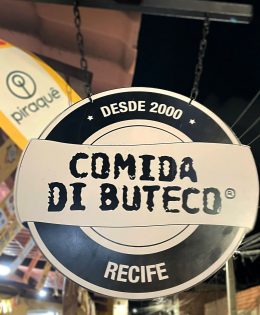 piraquê
DESDE 2000
COMIDA
DI BUTECO®
RECIFE